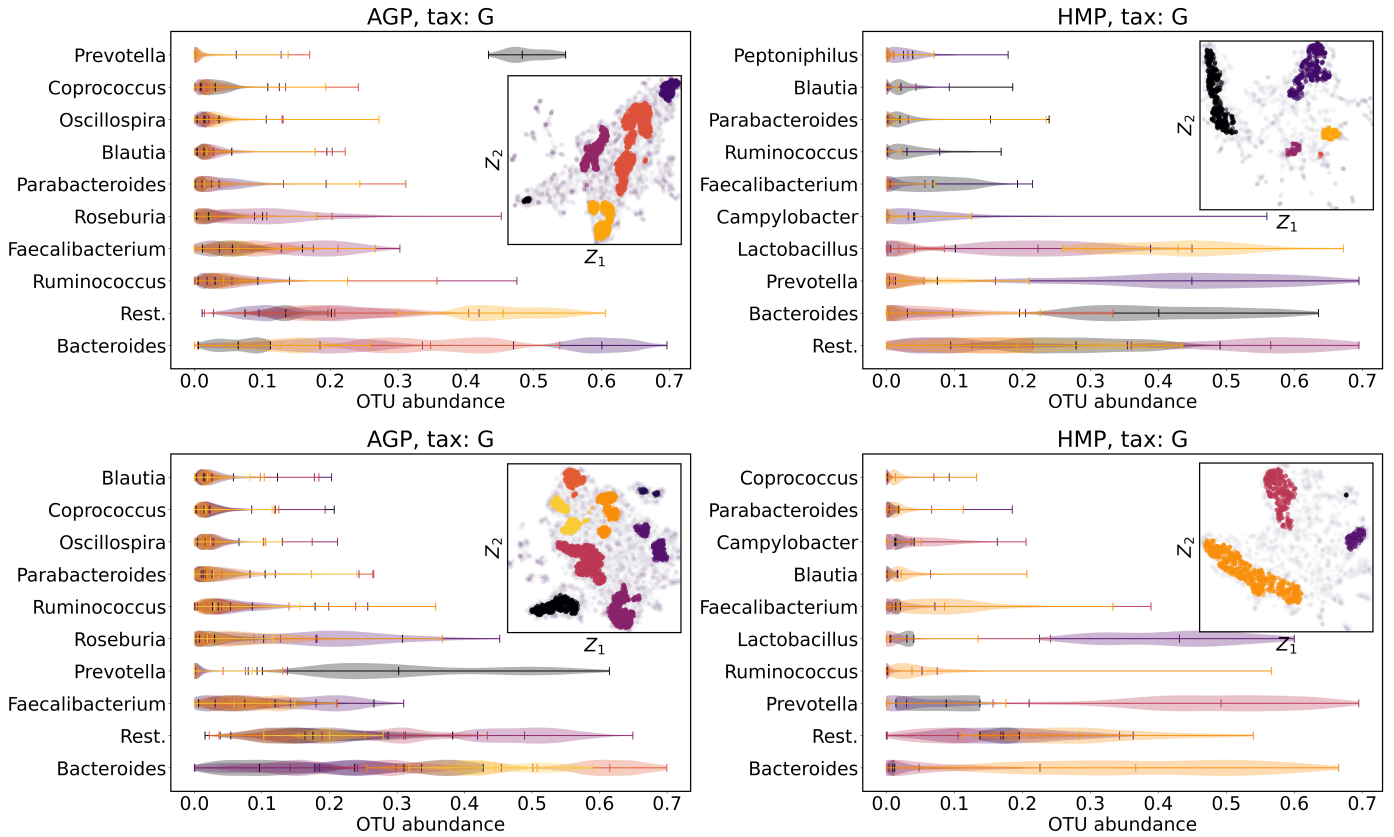 AGP, tax: G
Prevotella
Coprococcus
Oscillospira
Blautia
Parabacteroides
Roseburia
Faecalibacterium
Ruminococcus
Rest.
Bacteroides
Z2
Z1
0.0 0.1 0.2 0.3 0.4 0.5 0.6 0.7
OTU abundance
HMP, tax: G
Peptoniphilus
Blautia
Parabacteroides
Ruminococcus
Faecalibacterium
Campylobacter
Lactobacillus
Prevotella
Bacteroides
Rest.
Z2
Z1
0.0 0.1 0.2 0.3 0.4 0.5 0.6 0.7
OTU abundance
AGP, tax: G
Blautia
Coprococcus
Oscillospira
Parabacteroides
Ruminococcus
Roseburia
Prevotella
Faecalibacterium
Rest.
Bacteroides
Z2
Z1
0.0 0.1 0.2 0.3 0.4 0.5 0.6 0.7
OTU abundance
HMP, tax: G
Coprococcus
Parabacteroides
Campylobacter
Blautia
Faecalibacterium
Lactobacillus
Ruminococcus
Prevotella
Rest.
Bacteroides
Z2
Z1
0.0 0.1 0.2 0.3 0.4 0.5 0.6 0.7
OTU abundance